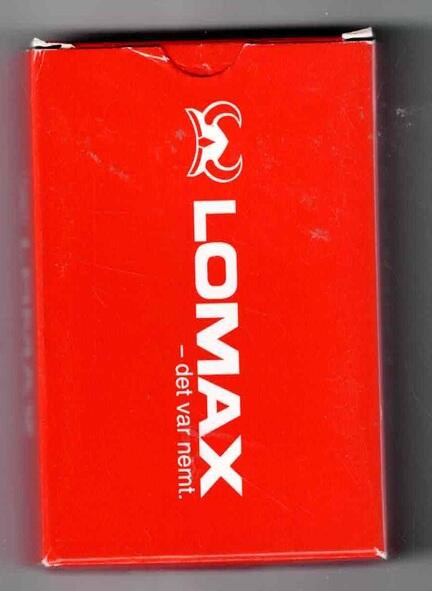 LOMAX
– det var nemt.